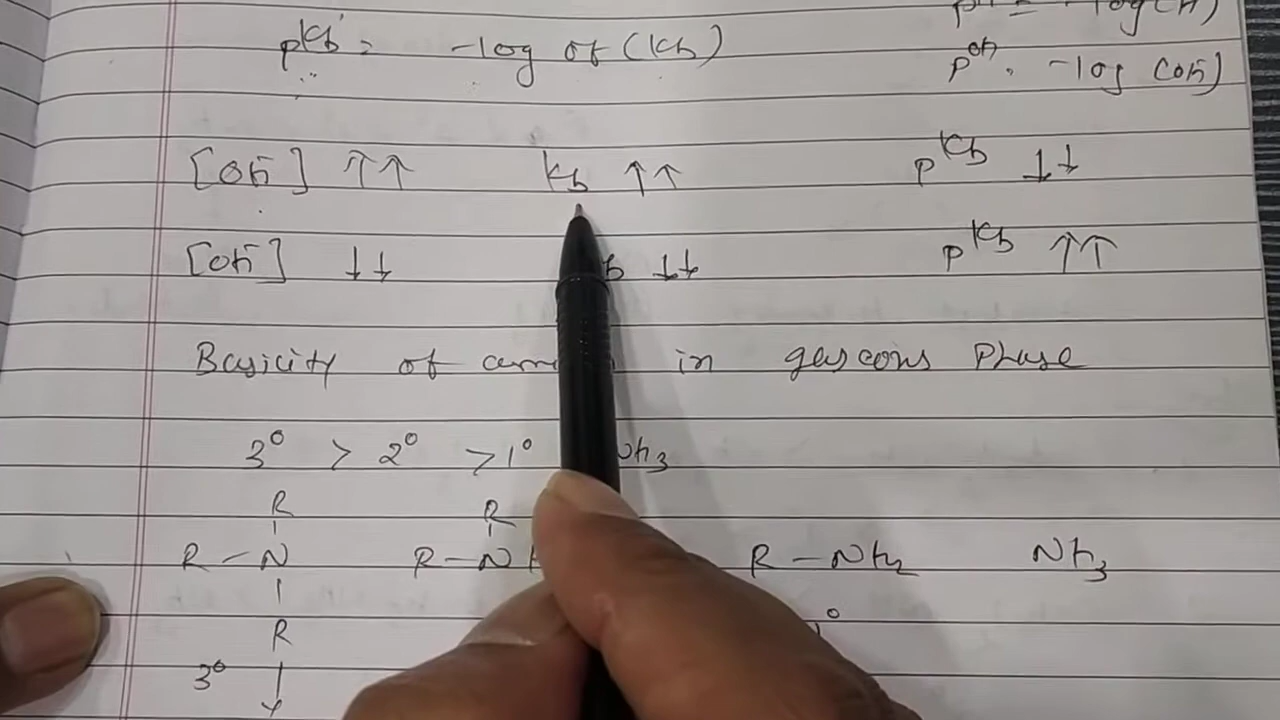 pKb = -log of (Kb)
pOH = -log (OH)
[OH] ↑↑ Kb ↑↑ pKb ↓↓
[OH] ↓↓ b ↓↓ pKb ↑↑
Basicity of in gaseous Phase
3° > 2° > 1° NH3
R R
R-N R-N R-NH2 NH3
R
3°